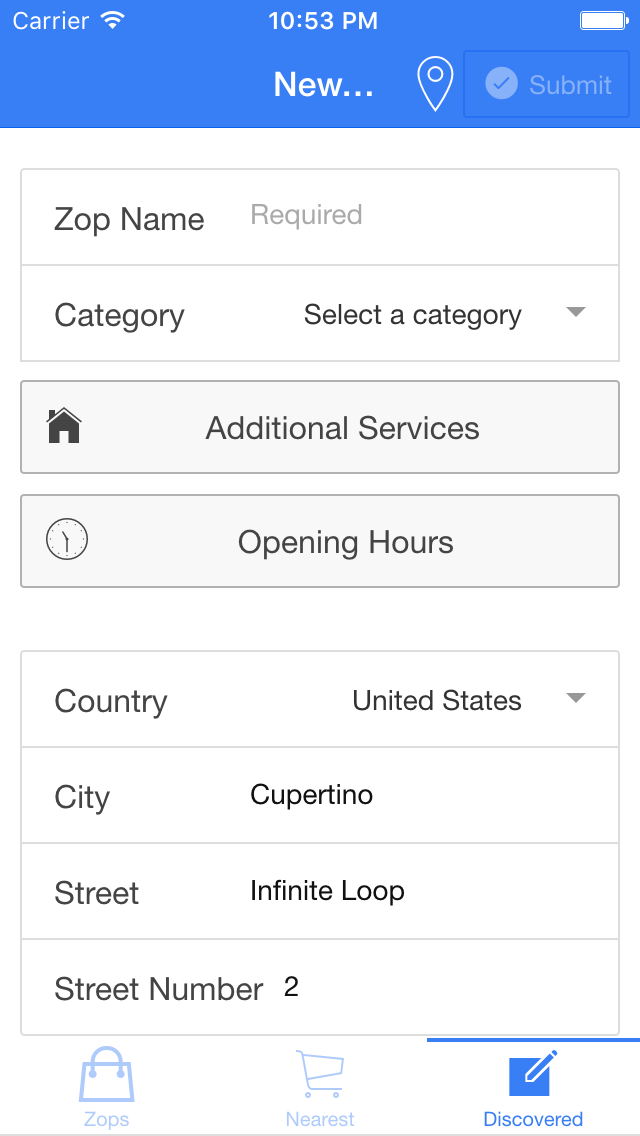 Carrier 10:53 PM
New... Submit
Zop Name Required
Category Select a category
Additional Services
Opening Hours
Country United States
City Cupertino
Street Infinite Loop
Street Number 2
Zops Nearest Discovered